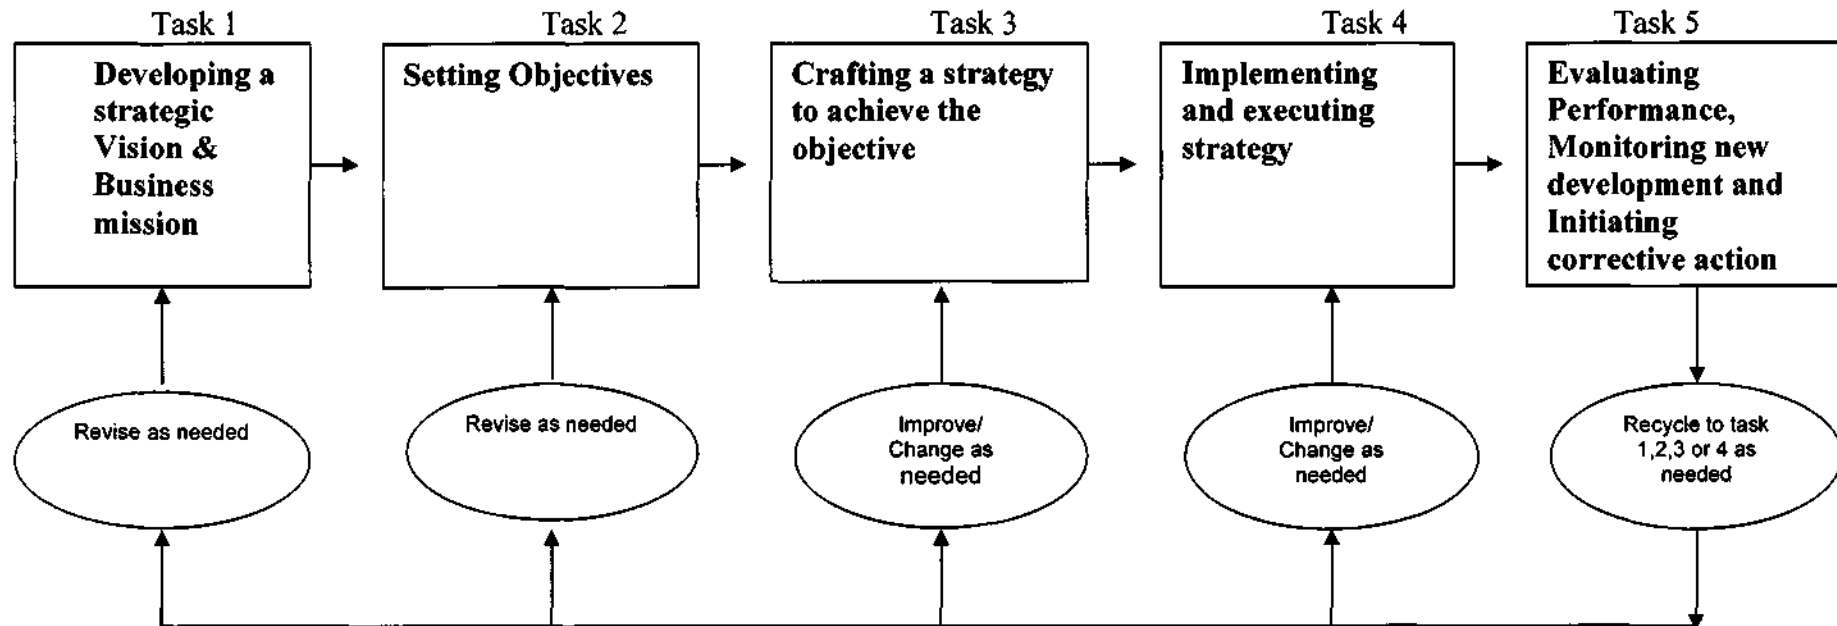 Task 1
Task 2
Task 3
Task 4
Task 5
Developing a
strategic
Vision &
Business
mission
Setting Objectives
Crafting a strategy
to achieve the
objective
Implementing
and executing
strategy
Evaluating
Performance,
Monitoring new
development and
Initiating
corrective action
Revise as needed
Revise as needed
Improve/
Change as
needed
Improve/
Change as
needed
Recycle to task
1,2,3 or 4 as
needed